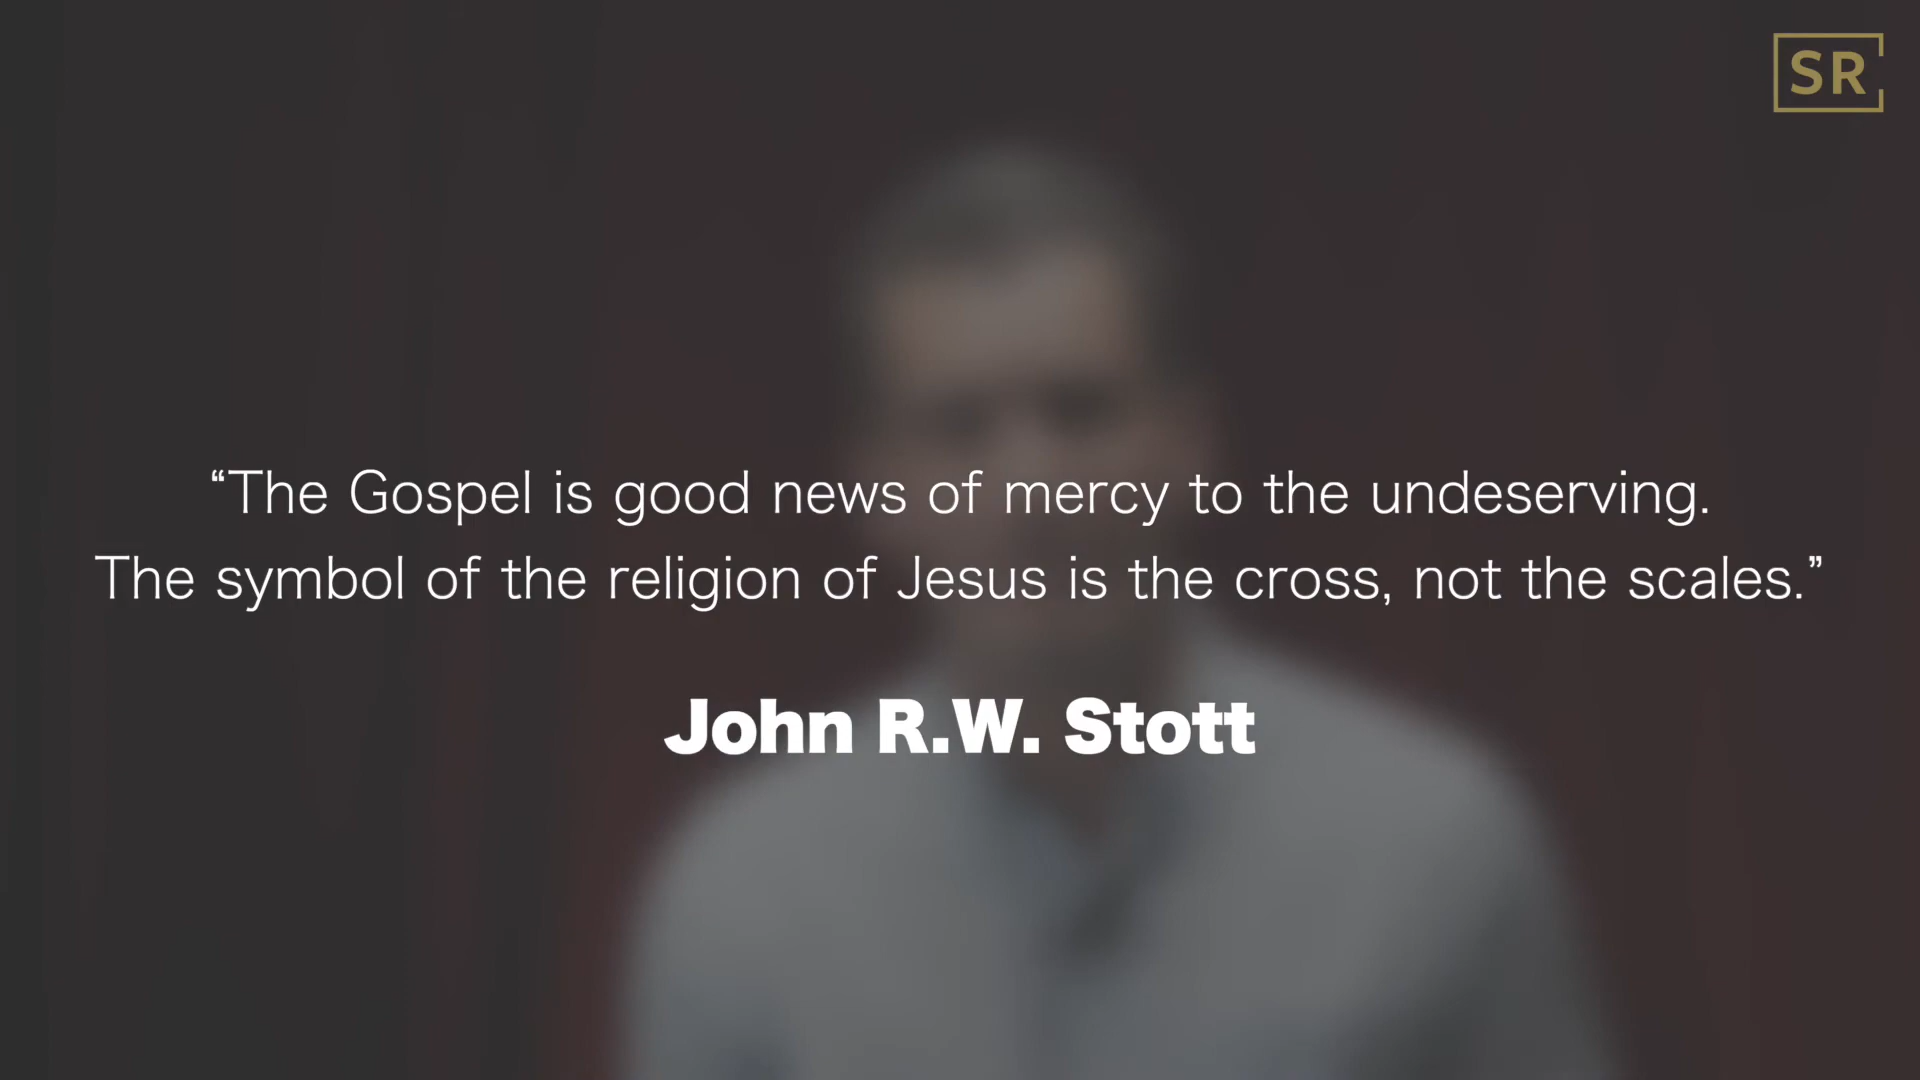 SR
“The Gospel is good news of mercy to the undeserving.
The symbol of the religion of Jesus is the cross, not the scales.”
John R.W. Stott